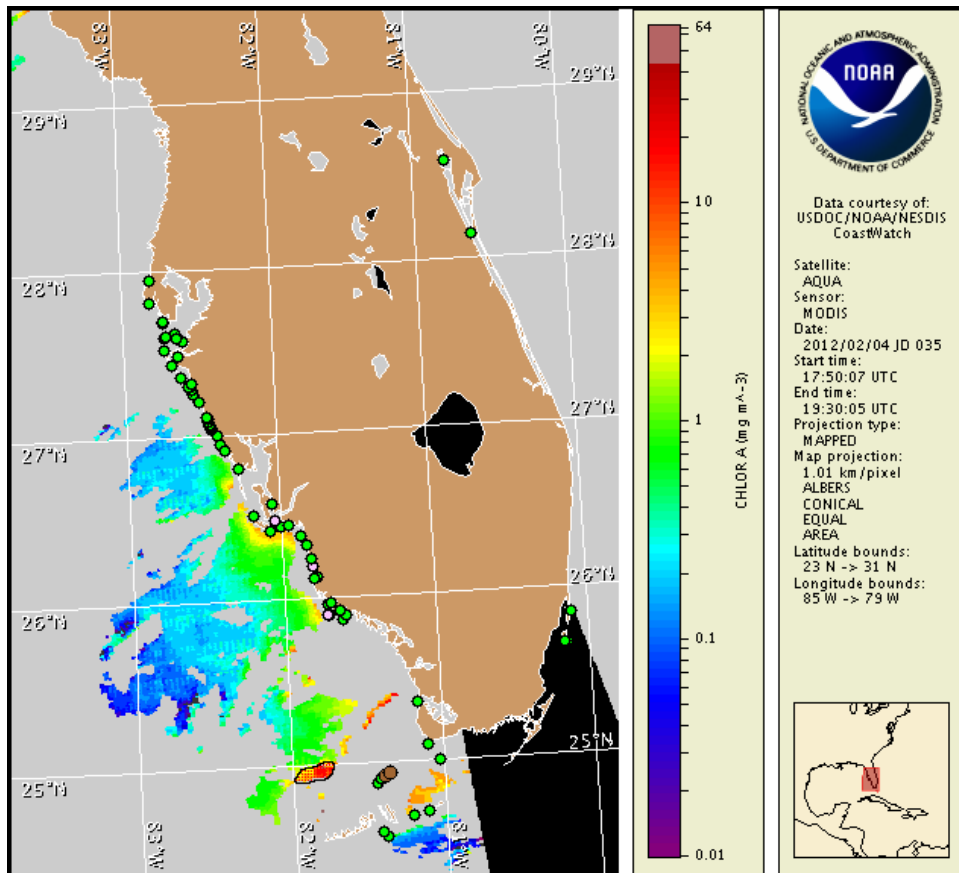 83°W
82°W
81°W
80°W
29°N
29°N
28°N
28°N
27°N
27°N
26°N
26°N
25°N
25°N
83°W
82°W
81°W
64
10
1
0.1
0.01
CHLOR A (mg m^-3)
NATIONAL OCEANIC AND ATMOSPHERIC ADMINISTRATION
NOAA
U.S. DEPARTMENT OF COMMERCE
Data courtesy of:
USDOC/NOAA/NESDIS
CoastWatch
Satellite:
AQUA
Sensor:
MODIS
Date:
2012/02/04 JD 035
Start time:
17:50:07 UTC
End time:
19:30:05 UTC
Projection type:
MAPPED
Map projection:
1.01 km/pixel
ALBERS
CONICAL
EQUAL
AREA
Latitude bounds:
23 N -> 31 N
Longitude bounds:
85 W -> 79 W